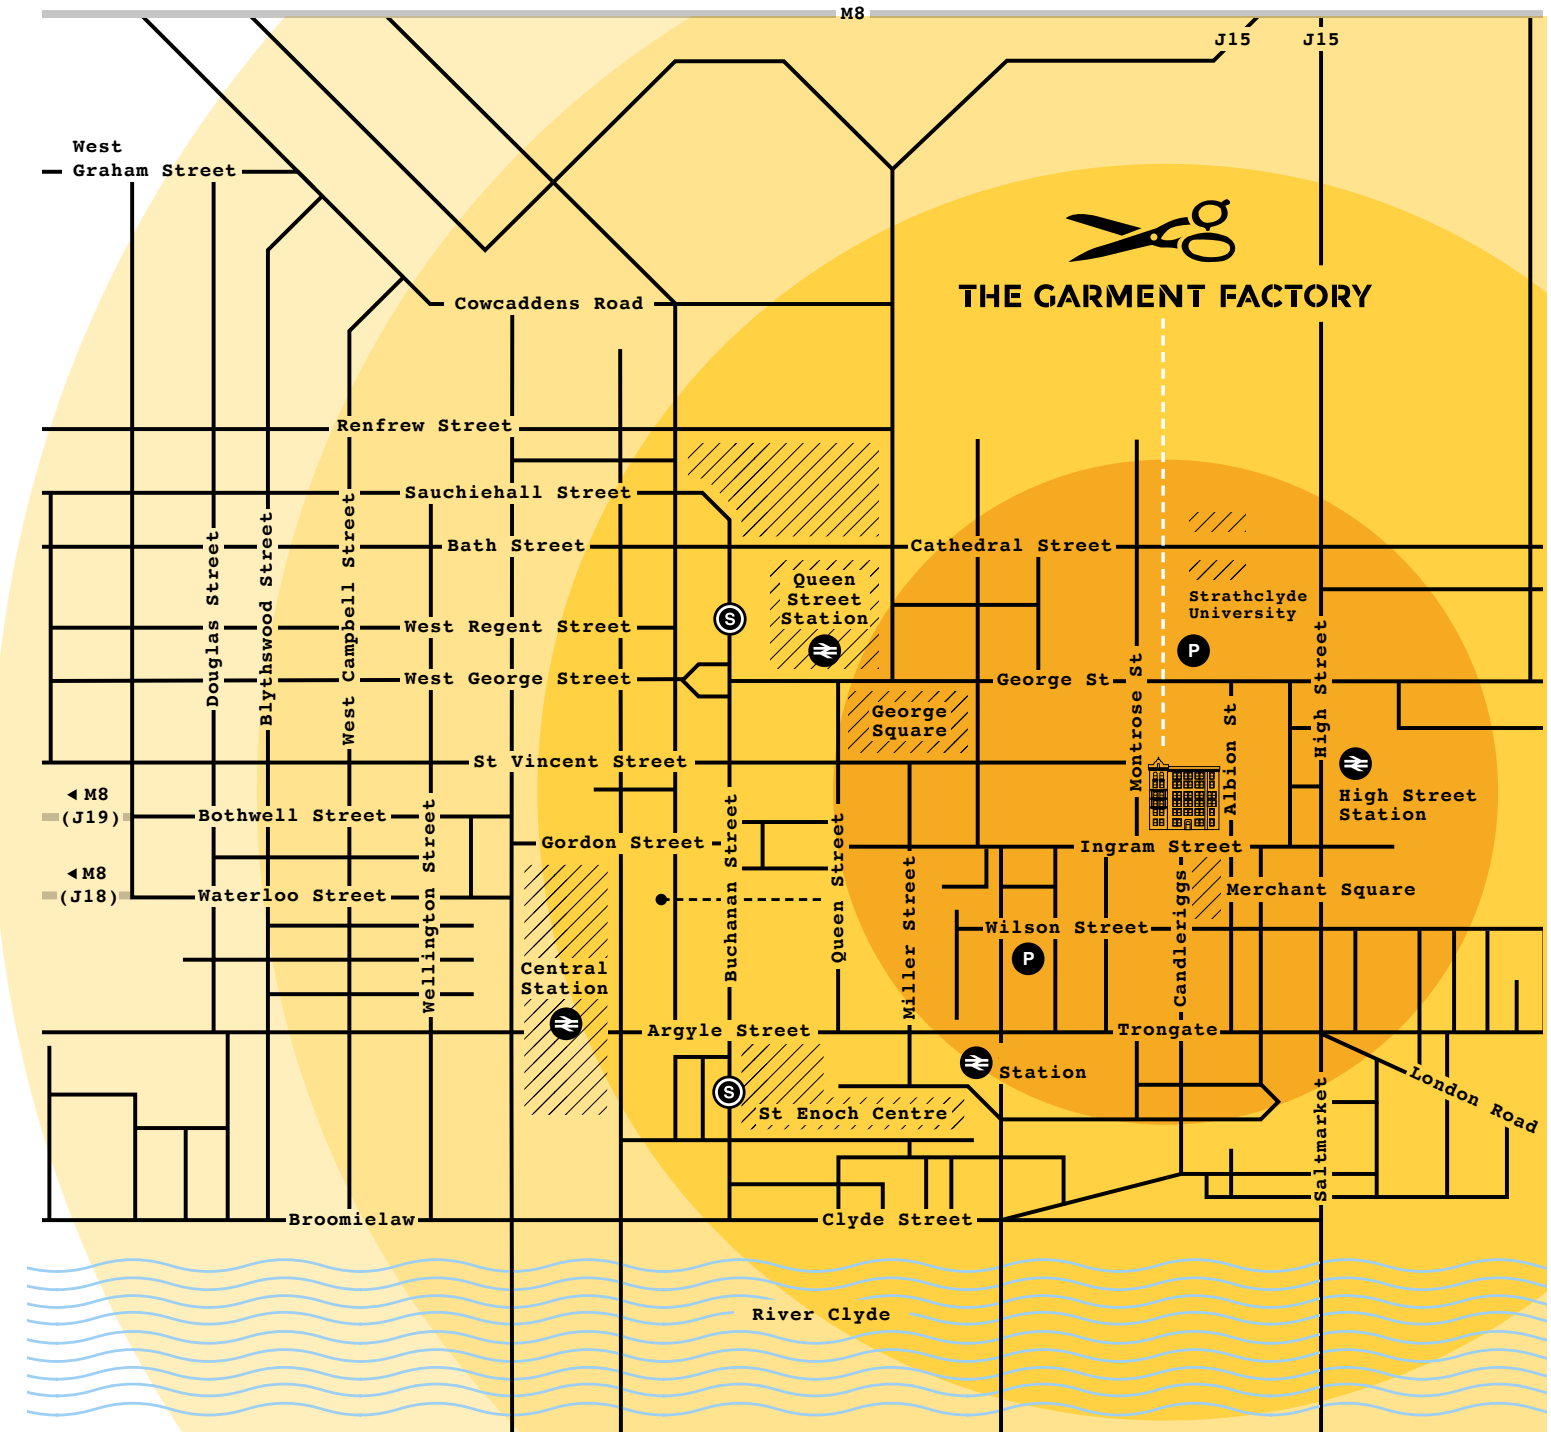 M8
J15
J15
West
Graham Street
THE GARMENT FACTORY
Cowcaddens Road
Renfrew Street
Sauchiehall Street
Bath Street
Cathedral Street
Queen
Street
Station
Strathclyde
University
S
P
West Regent Street
West George Street
George St
Douglas Street
Blythswood Street
West Campbell Street
Montrose St
High Street
Albion St
George
Square
St Vincent Street
M8
(J19)
Bothwell Street
High Street
Station
Gordon Street
Ingram Street
M8
(J18)
Waterloo Street
Wellington Street
Buchanan Street
Queen Street
Miller Street
Candleriggs
Merchant Square
Wilson Street
P
Central
Station
Argyle Street
Trongate
Station
S
St Enoch Centre
London Road
Saltmarket
Broomielaw
Clyde Street
River Clyde